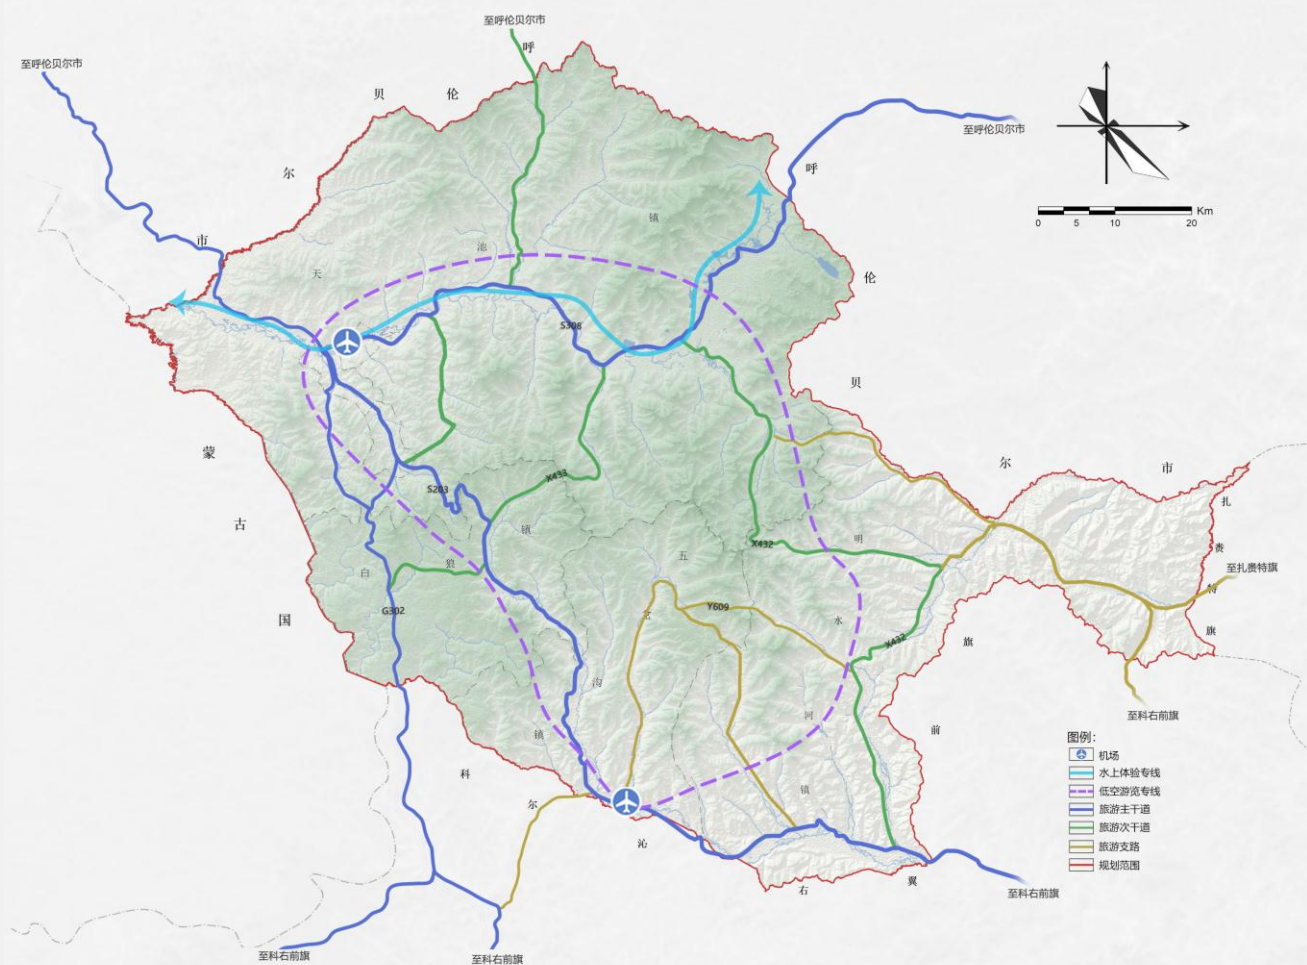 至呼伦贝尔市
至呼伦贝尔市
至呼伦贝尔市
呼
伦
贝
尔
市
呼
伦
贝
尔
市
蒙
古
国
科
尔
沁
右
翼
前
旗
扎
赉
特
旗
天
池
镇
白
狼
镇
五
岔
沟
镇
明
水
河
镇
S308
S203
X433
X432
G302
Y609
X432
至扎赉特旗
至科右前旗
至科右前旗
至科右前旗
至科右前旗
Km
0 5 10 20
图例：
机场
水上体验专线
低空游览专线
旅游主干道
旅游次干道
旅游支路
规划范围